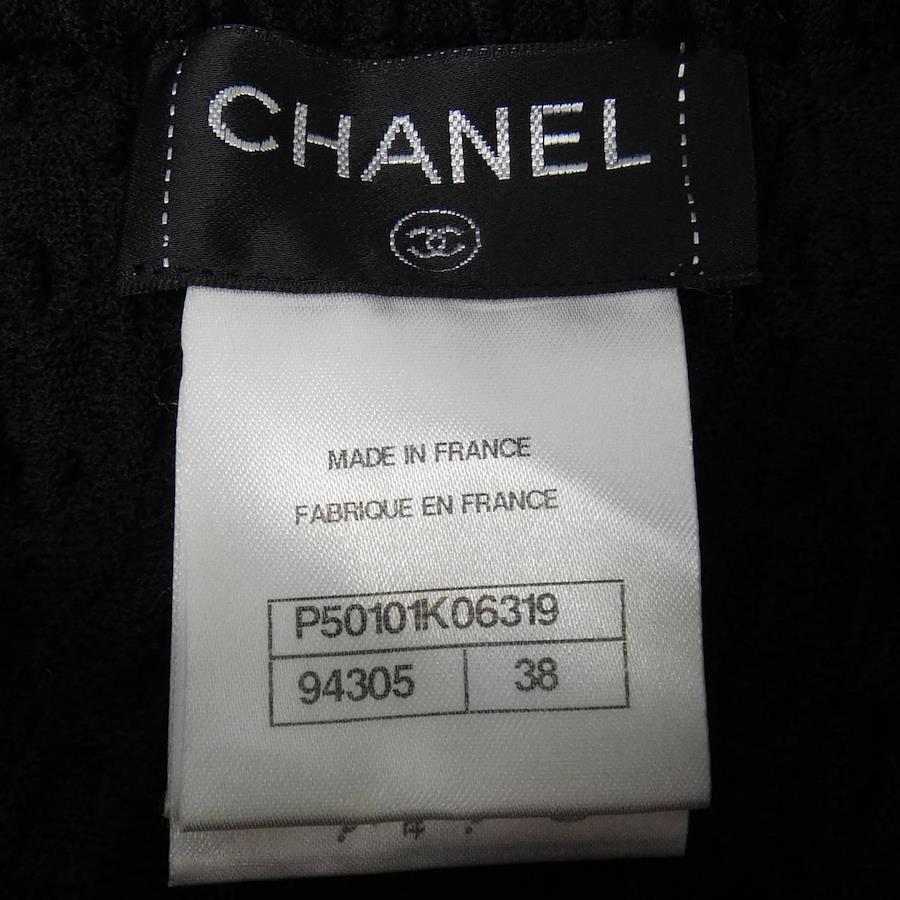 CHANEL
MADE IN FRANCE
FABRIQUE EN FRANCE
P50101K06319
94305 38